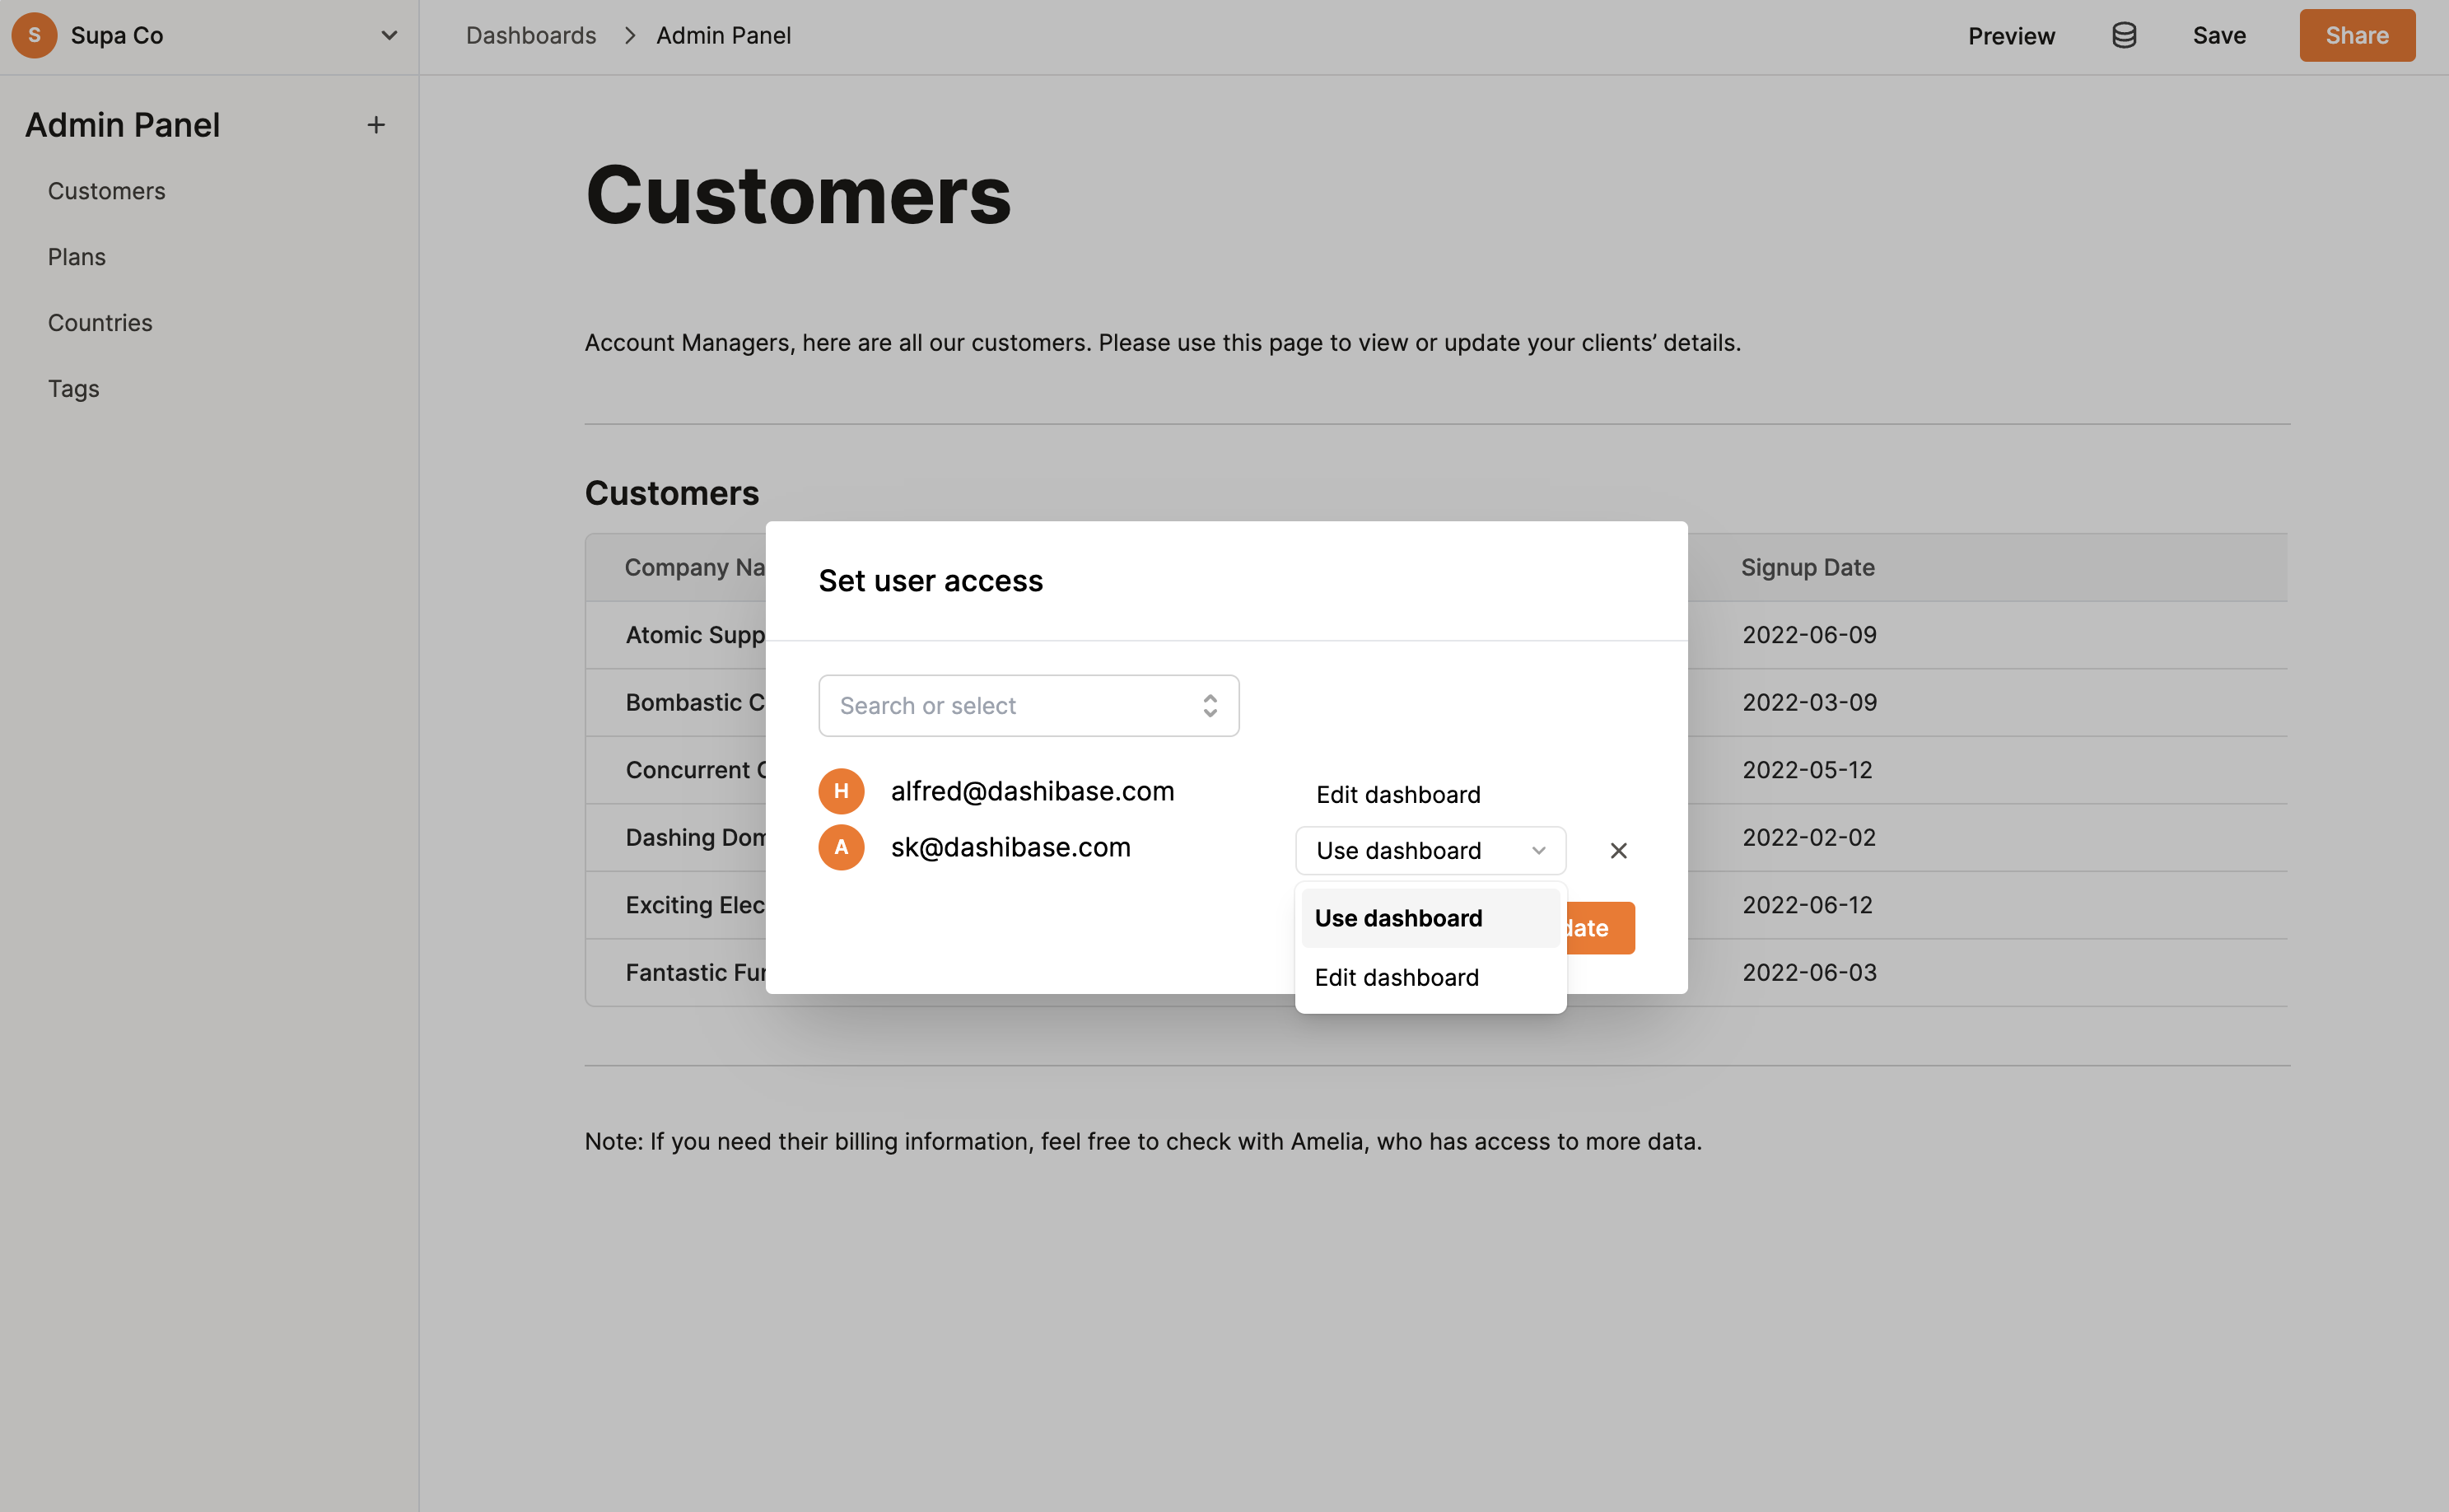 S Supa Co
Dashboards > Admin Panel
Preview
Save
Share
Admin Panel +
Customers
Plans
Countries
Tags
Customers
Account Managers, here are all our customers. Please use this page to view or update your clients’ details.
Customers
Company Na
Signup Date
Atomic Supp
2022-06-09
Bombastic C
2022-03-09
Concurrent
2022-05-12
Dashing Dom
2022-02-02
Exciting Elec
2022-06-12
Fantastic Fur
2022-06-03
Set user access
Search or select
H alfred@dashibase.com Edit dashboard
A sk@dashibase.com Use dashboard
Use dashboard
Edit dashboard
date
Note: If you need their billing information, feel free to check with Amelia, who has access to more data.